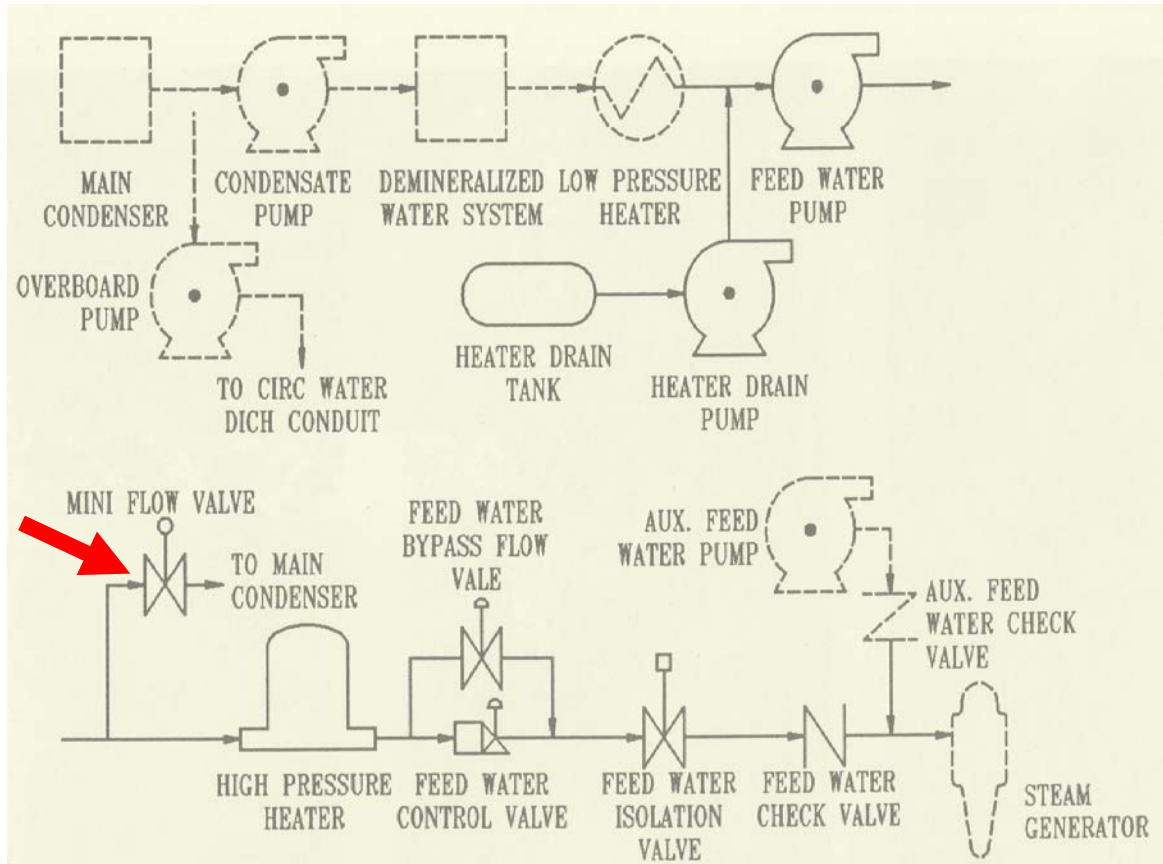 MAIN
CONDENSER
CONDENSATE
PUMP
DEMINERALIZED
WATER SYSTEM
LOW PRESSURE
HEATER
FEED WATER
PUMP
OVERBOARD
PUMP
TO CIRC WATER
DICH CONDUIT
HEATER DRAIN
TANK
HEATER DRAIN
PUMP
MINI FLOW VALVE
TO MAIN
CONDENSER
FEED WATER
BYPASS FLOW
VALE
AUX. FEED
WATER PUMP
AUX. FEED
WATER CHECK
VALVE
HIGH PRESSURE
HEATER
FEED WATER
CONTROL VALVE
FEED WATER
ISOLATION
VALVE
FEED WATER
CHECK VALVE
STEAM
GENERATOR